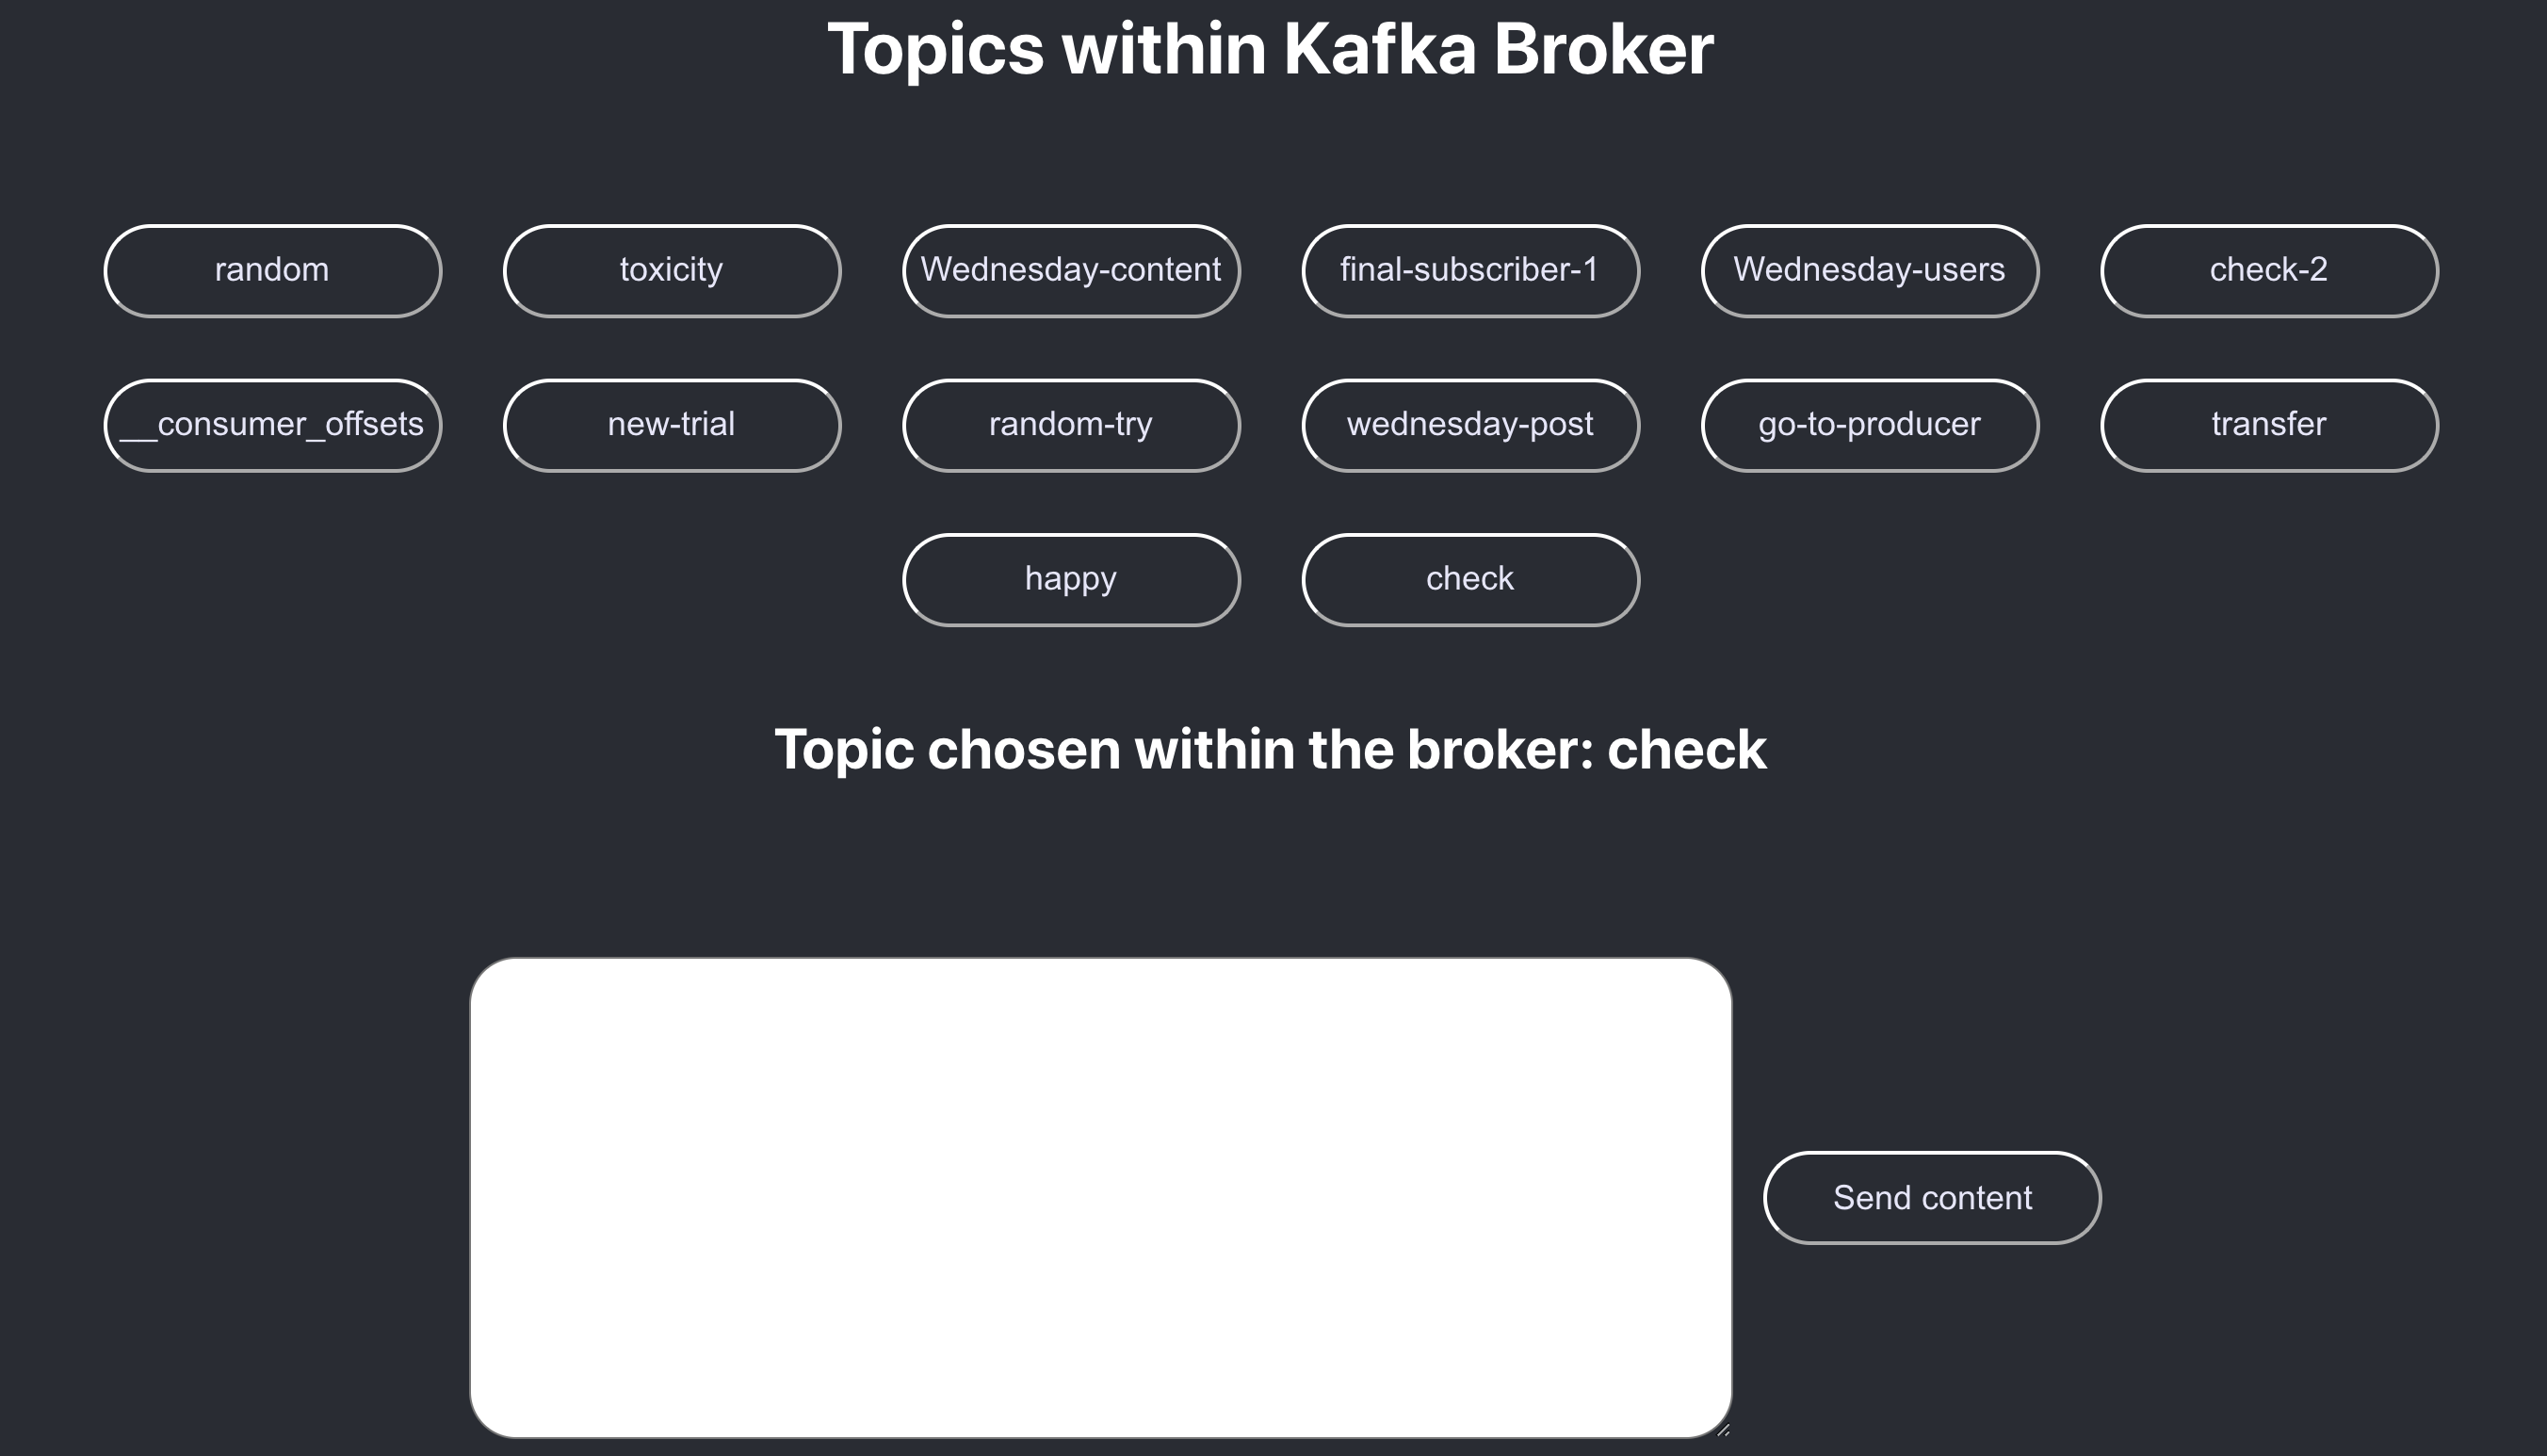 Topics within Kafka Broker
random toxicity Wednesday-content final-subscriber-1 Wednesday-users check-2
__consumer_offsets new-trial random-try wednesday-post go-to-producer transfer
happy check
Topic chosen within the broker: check
Send content